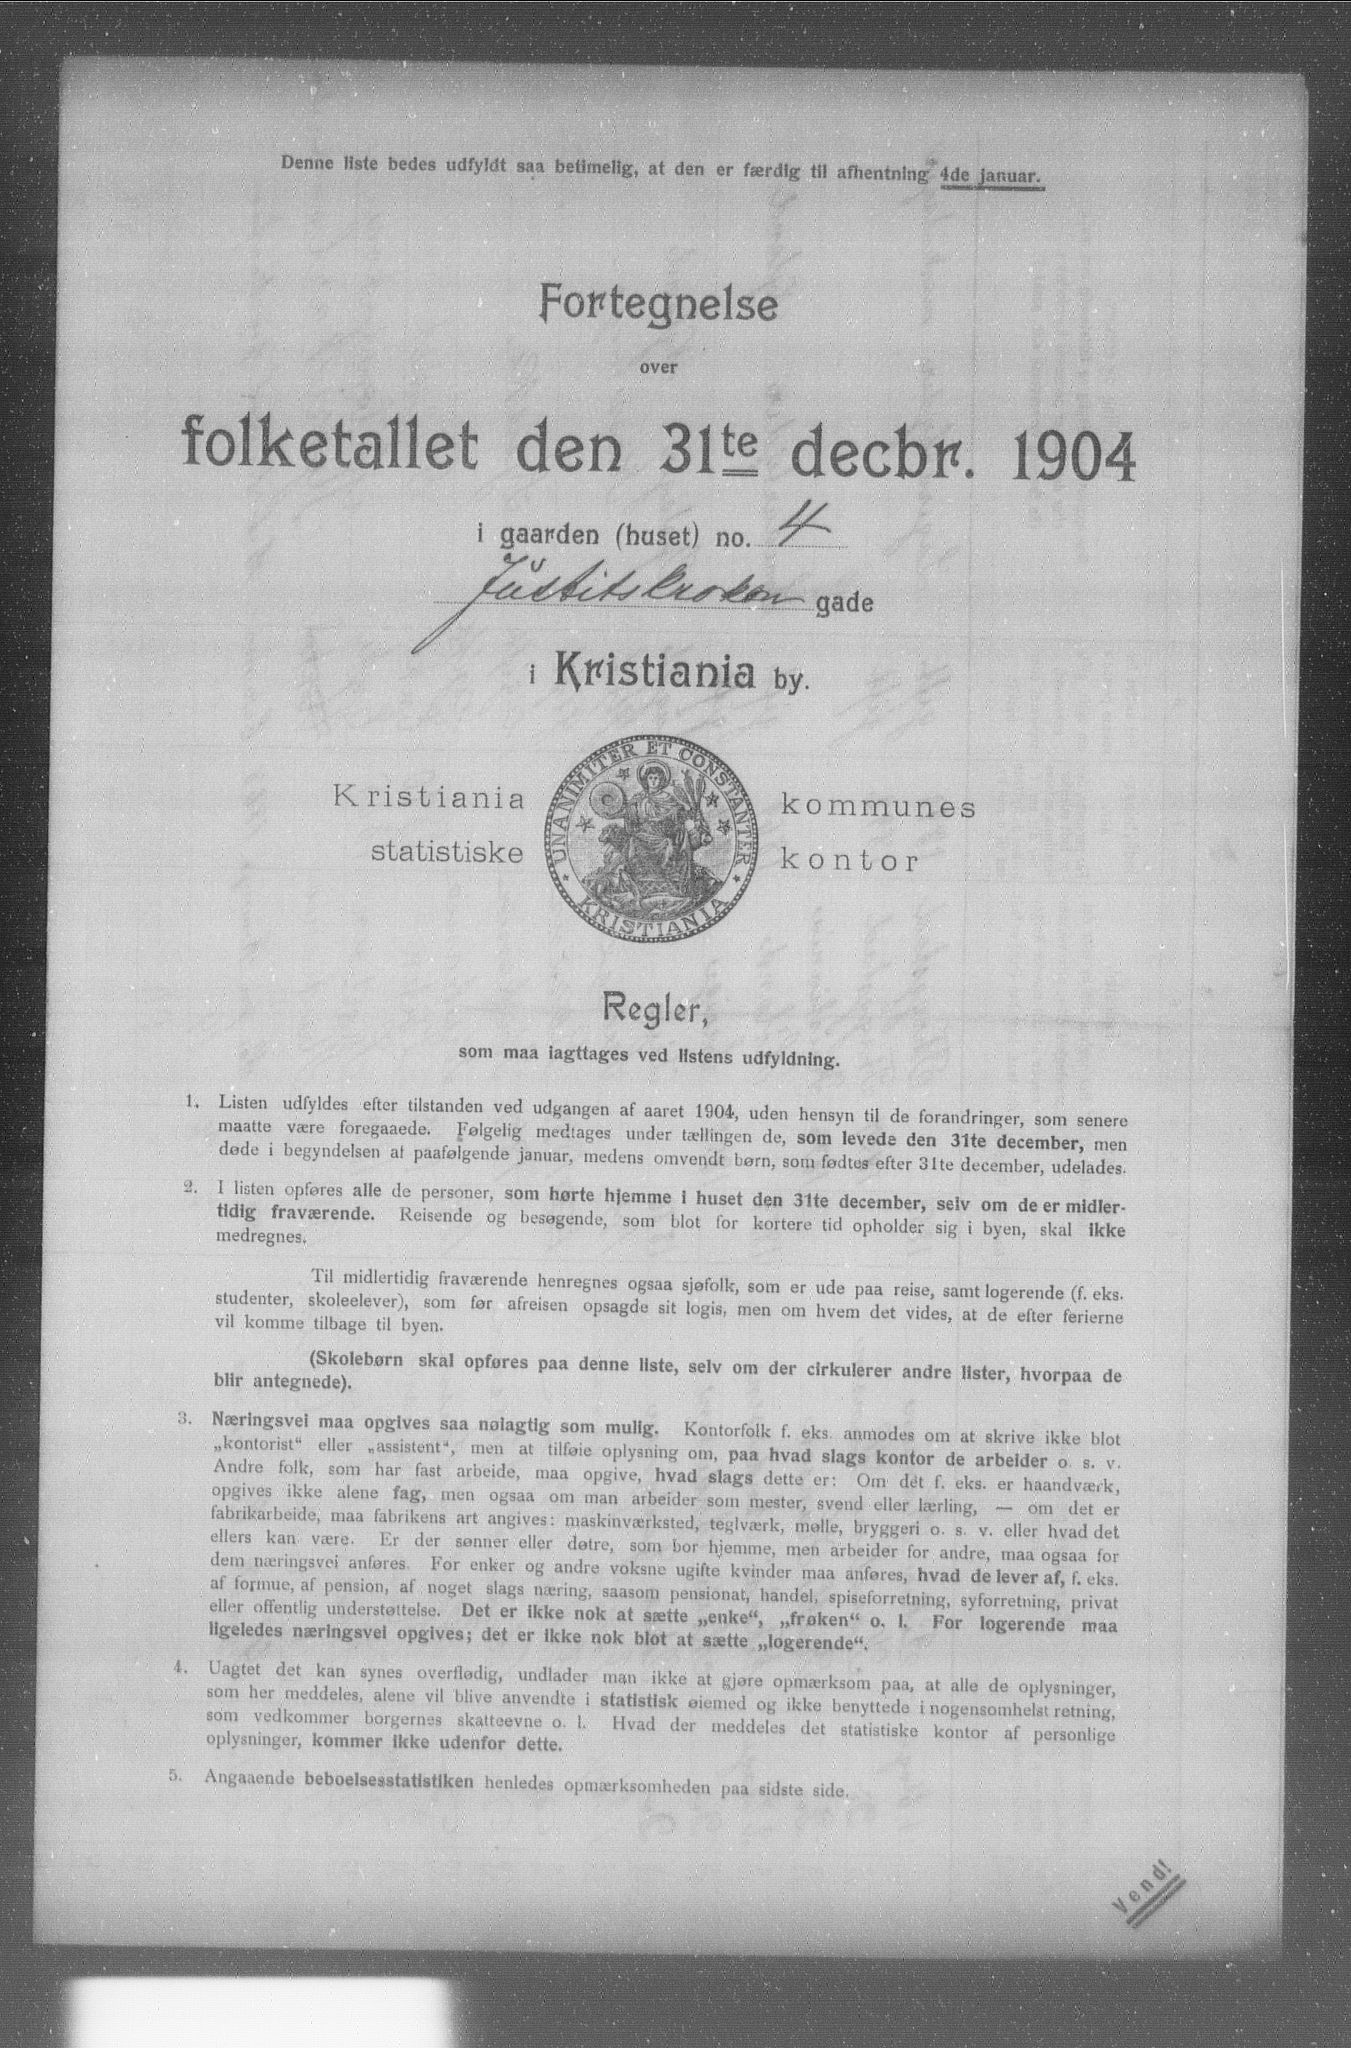 Denne liste bedes udfyldt saa betimelig, at den er færdig til afhentning 4de januar.
Fortegnelse
over
folketallet den 31te decbr. 1904
i gaarden (huset) no. 4
Justitskroken gade
i Kristiania by.
Kristiania kommunes
statistiske kontor
UNANIMITER ET CONSTANTER
KRISTIANIA
Regler,
som maa iagttages ved listens udfyldning.
1. Listen udfyldes efter tilstanden ved udgangen af aaret 1904, uden hensyn til de forandringer, som senere
maatte være foregaaede. Følgelig medtages under tællingen de, som levede den 31te december, men
døde i begyndelsen af paafølgende januar, medens omvendt børn, som fødtes efter 31te december, udelades.
2. I listen opføres alle de personer, som hørte hjemme i huset den 31te december, selv om de er midler-
tidig fraværende. Reisende og besøgende, som blot for kortere tid opholder sig i byen, skal ikke
medregnes.
Til midlertidig fraværende henregnes ogsaa sjøfolk, som er ude paa reise, samt logerende (f. eks.
studenter, skoleelever), som før afreisen opsagde sit logis, men om hvem det vides, at de efter ferierne
vil komme tilbage til byen.
(Skolebørn skal opføres paa denne liste, selv om der cirkulerer andre lister, hvorpaa de
blir antegnede).
3. Næringsvei maa opgives saa nøiagtig som mulig. Kontorfolk f. eks. anmodes om at skrive ikke blot
„kontorist“ eller „assistent“, men at tilføie oplysning om, paa hvad slags kontor de arbeider o. s. v.
Andre folk, som har fast arbeide, maa opgive, hvad slags dette er: Om det f. eks. er haandværk,
opgives ikke alene fag, men ogsaa om man arbeider som mester, svend eller lærling, — om det er
fabrikarbeide, maa fabrikens art angives: maskinværksted, teglværk, mølle, bryggeri o. s. v. eller hvad det
ellers kan være. Er der sønner eller døtre, som bor hjemme, men arbeider for andre, maa ogsaa for
dem næringsvei anføres. For enker og andre voksne ugifte kvinder maa anføres, hvad de lever af, f. eks.
af formue, af pension, af noget slags næring, saasom pensionat, handel, spiseforretning, syforretning, privat
eller offentlig understøttelse. Det er ikke nok at sætte „enke“, „frøken“ o. l. For logerende maa
ligeledes næringsvei opgives; det er ikke nok blot at sætte „logerende“.
4. Uagtet det kan synes overflødig, undlader man ikke at gjøre opmærksom paa, at alle de oplysninger,
som her meddeles, alene vil blive anvendte i statistisk øiemed og ikke benyttede i nogensomhelst retning,
som vedkommer borgernes skatteevne o. l. Hvad der meddeles det statistiske kontor af personlige
oplysninger, kommer ikke udenfor dette.
5. Angaaende beboelsesstatistiken henledes opmærksomheden paa sidste side.
Vend!